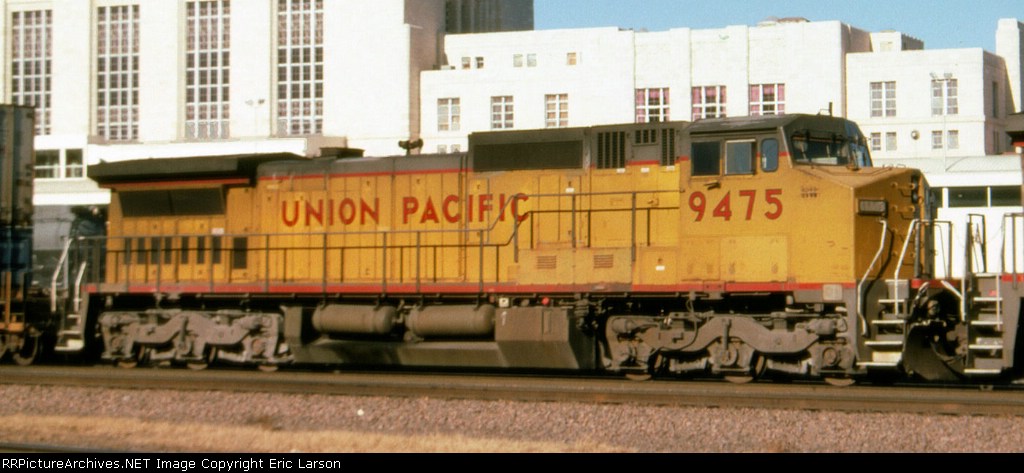 UNION PACIFIC 9475
RRPictureArchives.NET Image Copyright Eric Larson